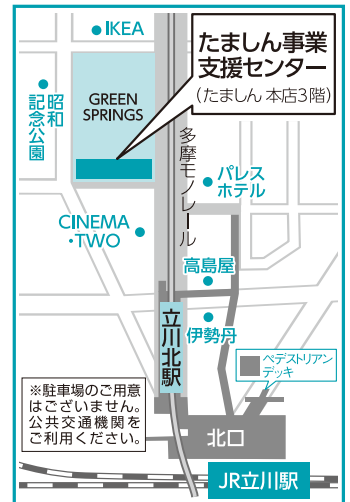 IKEA
たましん事業
支援センター
(たましん 本店3階)
昭和
記念公園
GREEN
SPRINGS
多摩モノレール
パレス
ホテル
CINEMA
・TWO
高島屋
立川北駅
伊勢丹
ペデストリアン
デッキ
※駐車場のご用意
はございません。
公共交通機関を
ご利用ください。
北口
JR立川駅